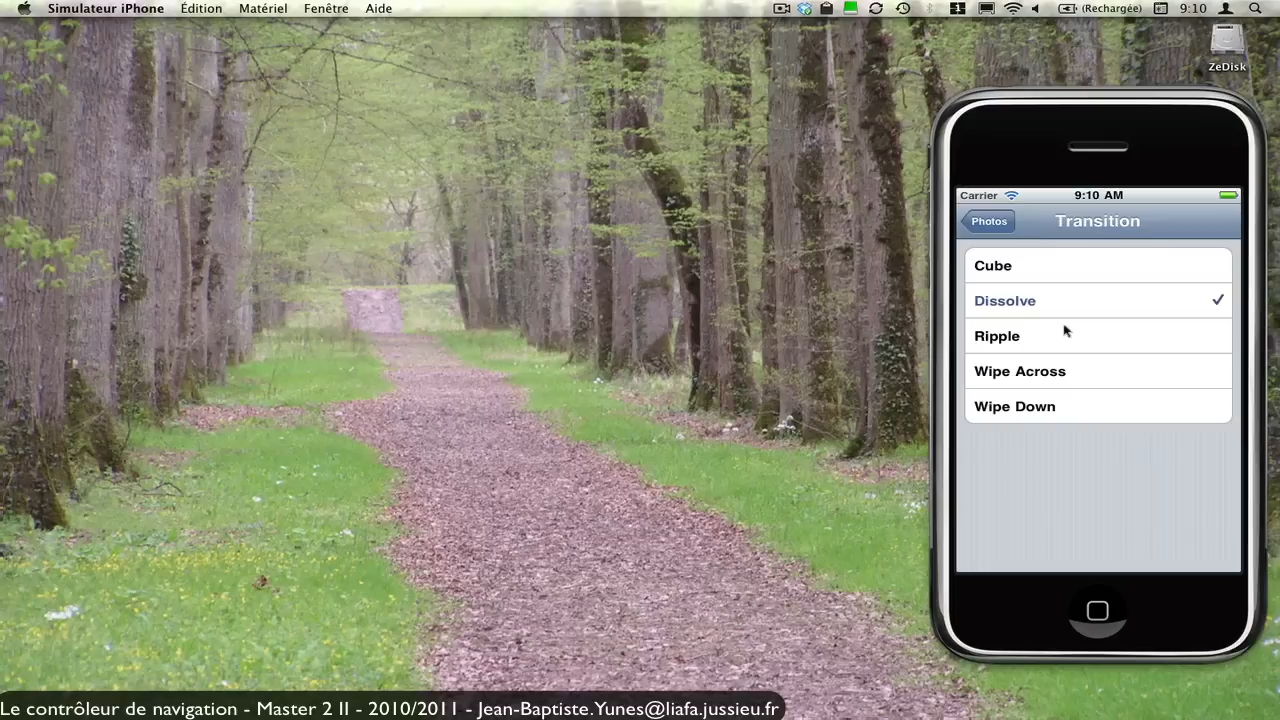 Simulateur iPhone Édition Matériel Fenêtre Aide
1 (Rechargée) 9:10
ZeDisk
Carrier 9:10 AM
Photos Transition
Cube
Dissolve
Ripple
Wipe Across
Wipe Down
Le contrôleur de navigation - Master 2 II - 2010/2011 - Jean-Baptiste.Yunes@liafa.jussieu.fr